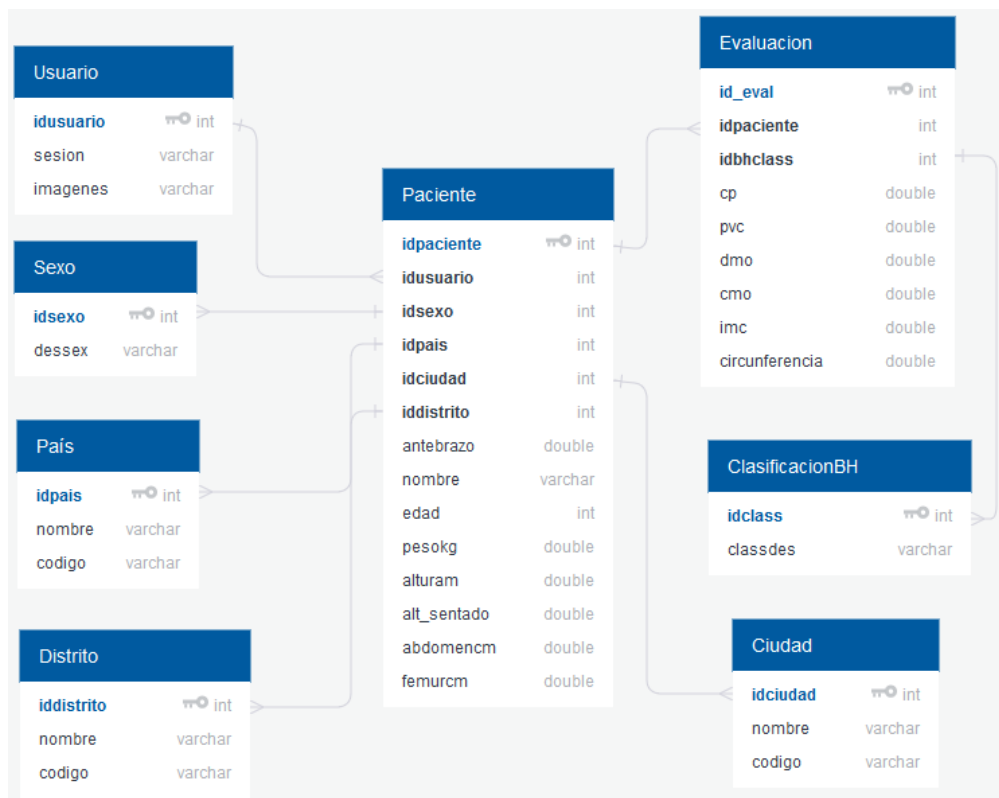 Usuario
idusuario int
sesion varchar
imagenes varchar
Sexo
idsexo int
dessex varchar
País
idpais int
nombre varchar
codigo varchar
Distrito
iddistrito int
nombre varchar
codigo varchar
Paciente
idpaciente int
idusuario int
idsexo int
idpais int
idciudad int
iddistrito int
antebrazo double
nombre varchar
edad int
pesokg double
alturam double
alt_sentado double
abdomencm double
femurcm double
Evaluacion
id_eval int
idpaciente int
idbhclass int
cp double
pvc double
dmo double
cmo double
imc double
circunferencia double
ClasificacionBH
idclass int
classdes varchar
Ciudad
idciudad int
nombre varchar
codigo varchar